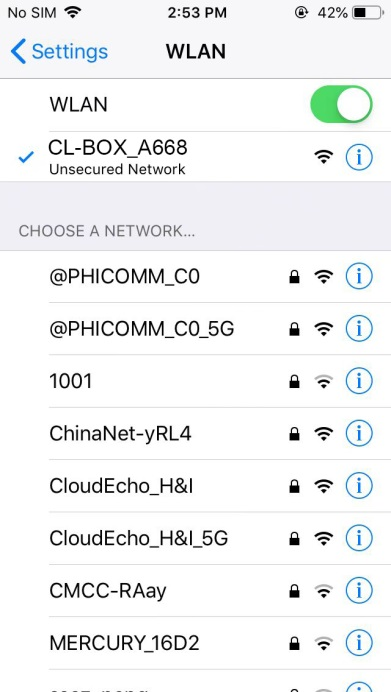 No SIM 2:53 PM 42%
Settings WLAN
WLAN
CL-BOX_A668
Unsecured Network
CHOOSE A NETWORK...
@PHICOMM_C0
@PHICOMM_C0_5G
1001
ChinaNet-yRL4
CloudEcho_H&I
CloudEcho_H&I_5G
CMCC-RAay
MERCURY_16D2